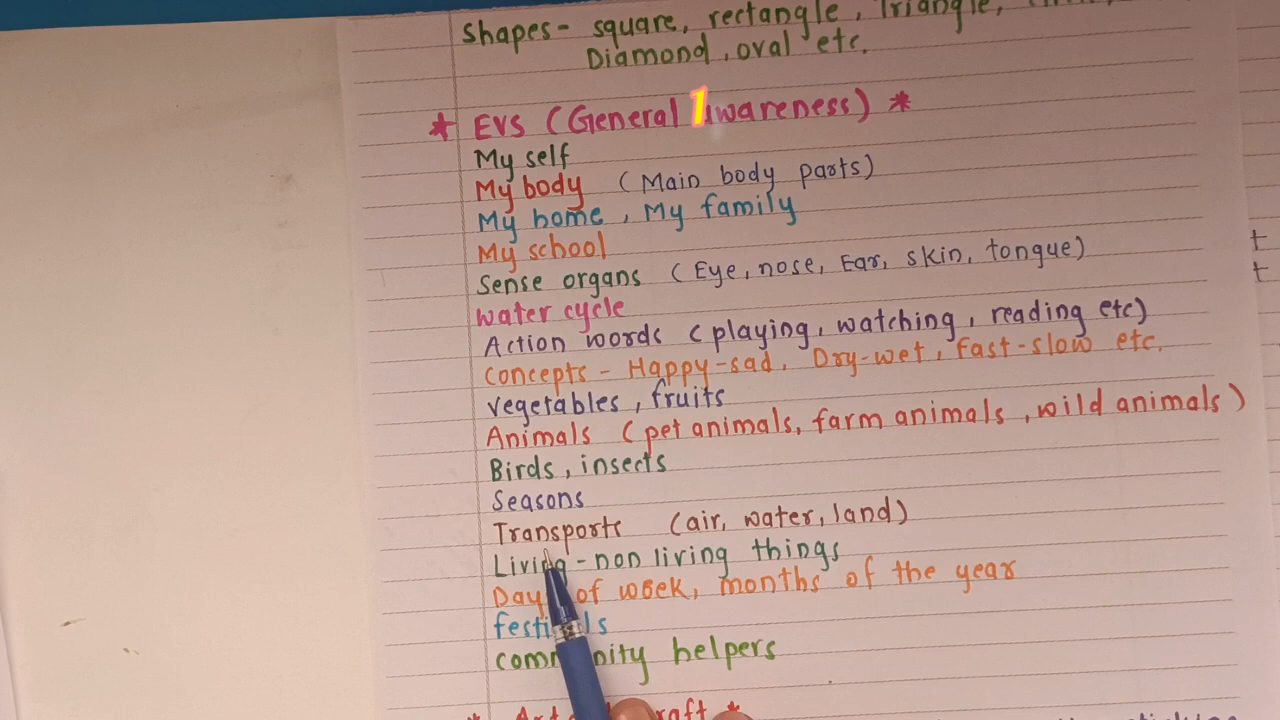 shapes - square, rectangle, Triangle,
Diamond, oval etc.
* EVS (General Awareness) *
1
My self
My body (Main body parts)
My home, My family
My school
Sense organs (Eye, nose, Ear, skin, tongue)
water cycle
Action words (playing, watching, reading etc)
concepts - Happy-sad, Dry-wet, fast-slow etc.
vegetables, fruits
Animals (pet animals, farm animals, wild animals)
Birds, insects
Seasons
Transports (air, water, land)
Living - non living things
Days of week, months of the year
festivals
community helpers